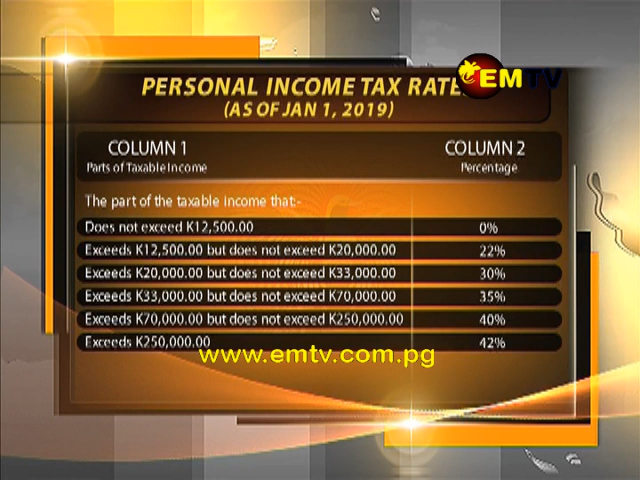 PERSONAL INCOME TAX RATE
EMTV
(AS OF JAN 1, 2019)
COLUMN 1 COLUMN 2
Parts of Taxable Income Percentage
The part of the taxable income that:-
Does not exceed K12,500.00 0%
Exceeds K12,500.00 but does not exceed K20,000.00 22%
Exceeds K20,000.00 but does not exceed K33,000.00 30%
Exceeds K33,000.00 but does not exceed K70,000.00 35%
Exceeds K70,000.00 but does not exceed K250,000.00 40%
Exceeds K250,000.00 42%
www.emtv.com.pg